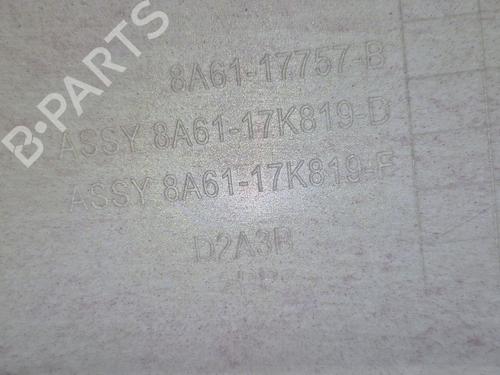 B-PARTS
8A61-17757-B
ASSY 8A61-17K819-D
ASSY 8A61-17K819-F
D2A3B